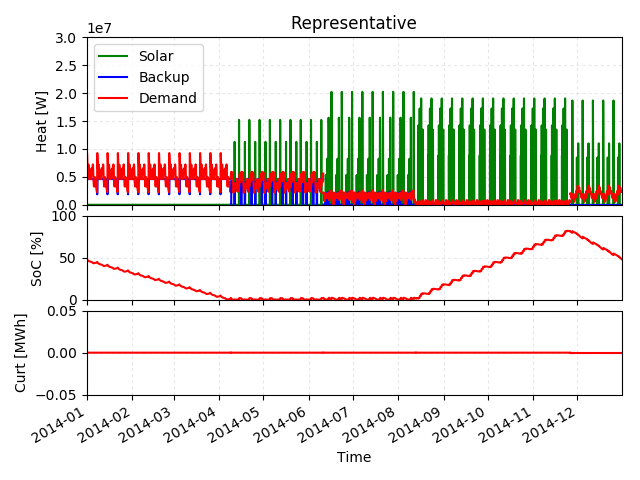 Representative
1e7
3.0
2.5
2.0
1.5
1.0
0.5
0.0
Heat [W]
Solar
Backup
Demand
100
50
0
SoC [%]
0.05
0.00
−0.05
Curt [MWh]
2014-01
2014-02
2014-03
2014-04
2014-05
2014-06
2014-07
2014-08
2014-09
2014-10
2014-11
2014-12
Time